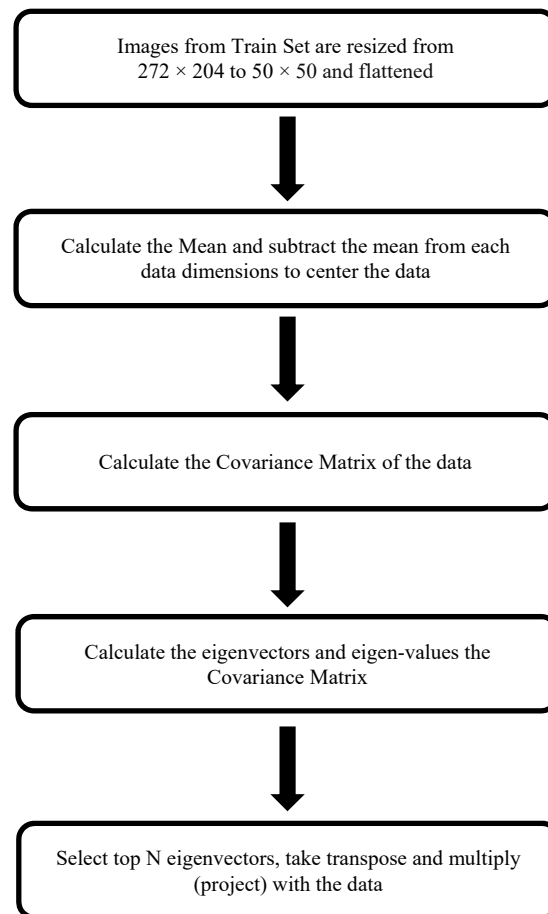 Images from Train Set are resized from
272 × 204 to 50 × 50 and flattened
Calculate the Mean and subtract the mean from each
data dimensions to center the data
Calculate the Covariance Matrix of the data
Calculate the eigenvectors and eigen-values the
Covariance Matrix
Select top N eigenvectors, take transpose and multiply
(project) with the data